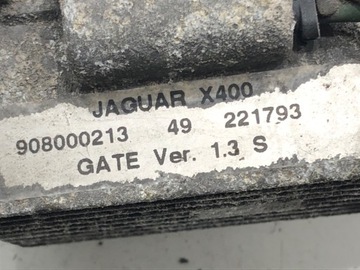 JAGUAR X400
908000213 49 221793
GATE Ver. 1.3 S